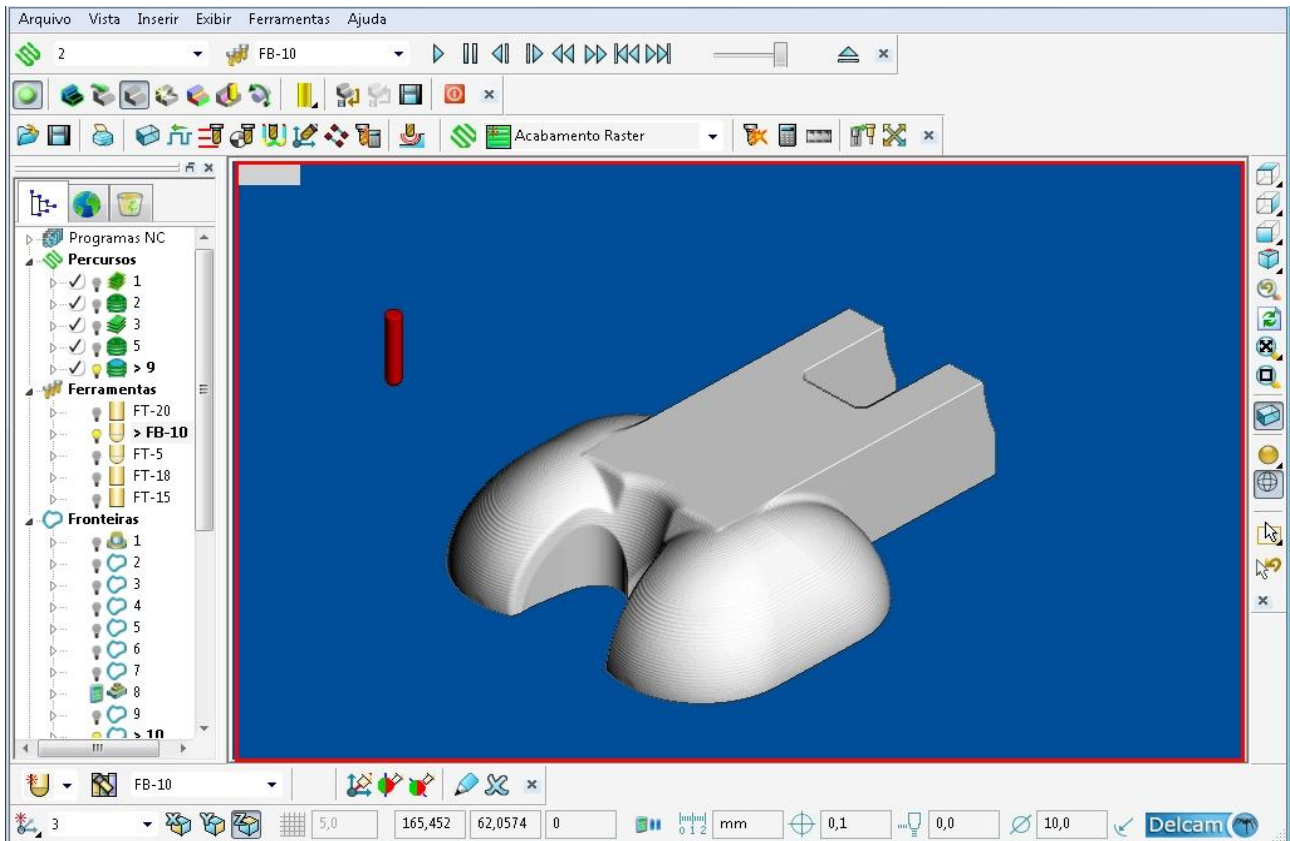 Arquivo Vista Inserir Exibir Ferramentas Ajuda
2 FB-10
Acabamento Raster
Programas NC
Percursos
1
2
3
5
> 9
Ferramentas
FT-20
> FB-10
FT-5
FT-18
FT-15
Fronteiras
1
2
3
4
5
6
7
8
9
> 10
FB-10
3 5,0 165,452 62,0574 0 mm 0,1 0,0 10,0 Delcam